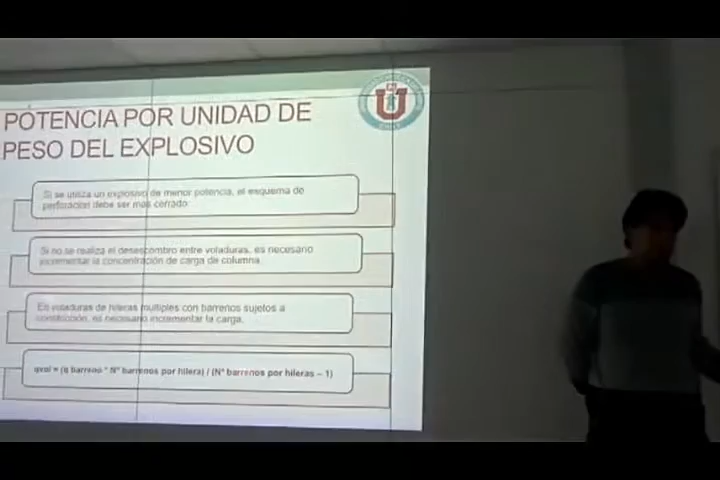 POTENCIA POR UNIDAD DE
PESO DEL EXPLOSIVO
Si se utiliza un explosivo de menor potencia, el esquema de
perforación debe ser más cerrado
Si no se realiza el desescombro entre voladuras, es necesario
incrementar la concentración de carga de columna.
En voladuras de hileras múltiples con barrenos sujetos a
constricción, es necesario incrementar la carga.
= (q barreno * N° barrenos por hilera) / (N° barrenos por hileras – 1)